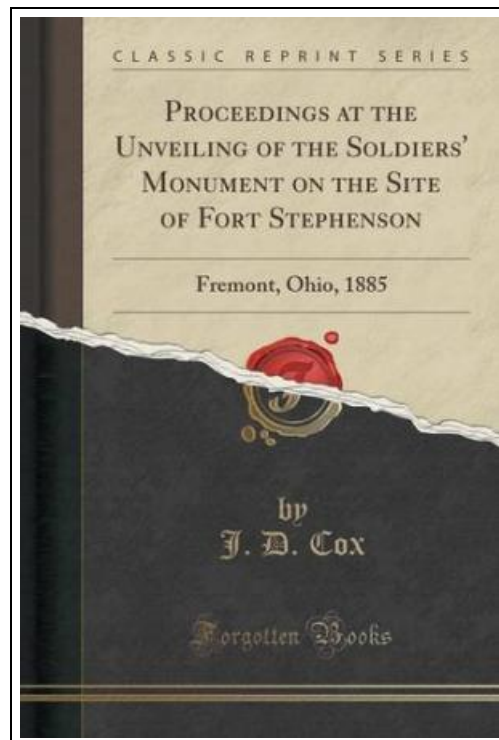 CLASSIC REPRINT SERIES
PROCEEDINGS AT THE
UNVEILING OF THE SOLDIERS'
MONUMENT ON THE SITE
OF FORT STEPHENSON
Fremont, Ohio, 1885
F
by
J. D. Cox
Forgotten Books